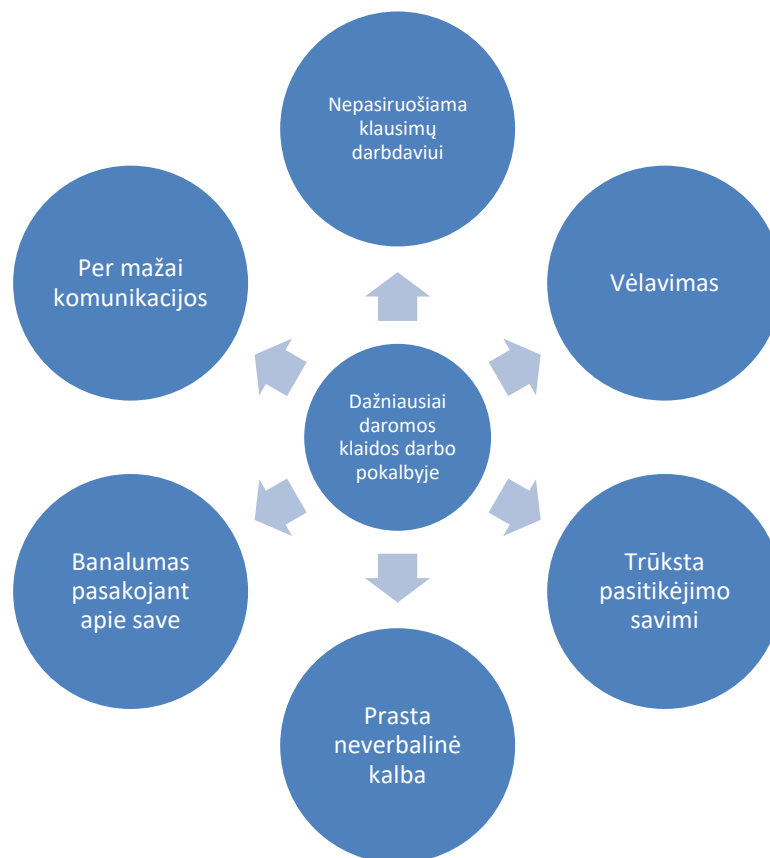 Nepasiruošiama
klausimų
darbdaviui
Per mažai
komunikacijos
Vėlavimas
Dažniausiai
daromos
klaidos darbo
pokalbyje
Banalumas
pasakojant
apie save
Trūksta
pasitikėjimo
savimi
Prasta
neverbalinė
kalba